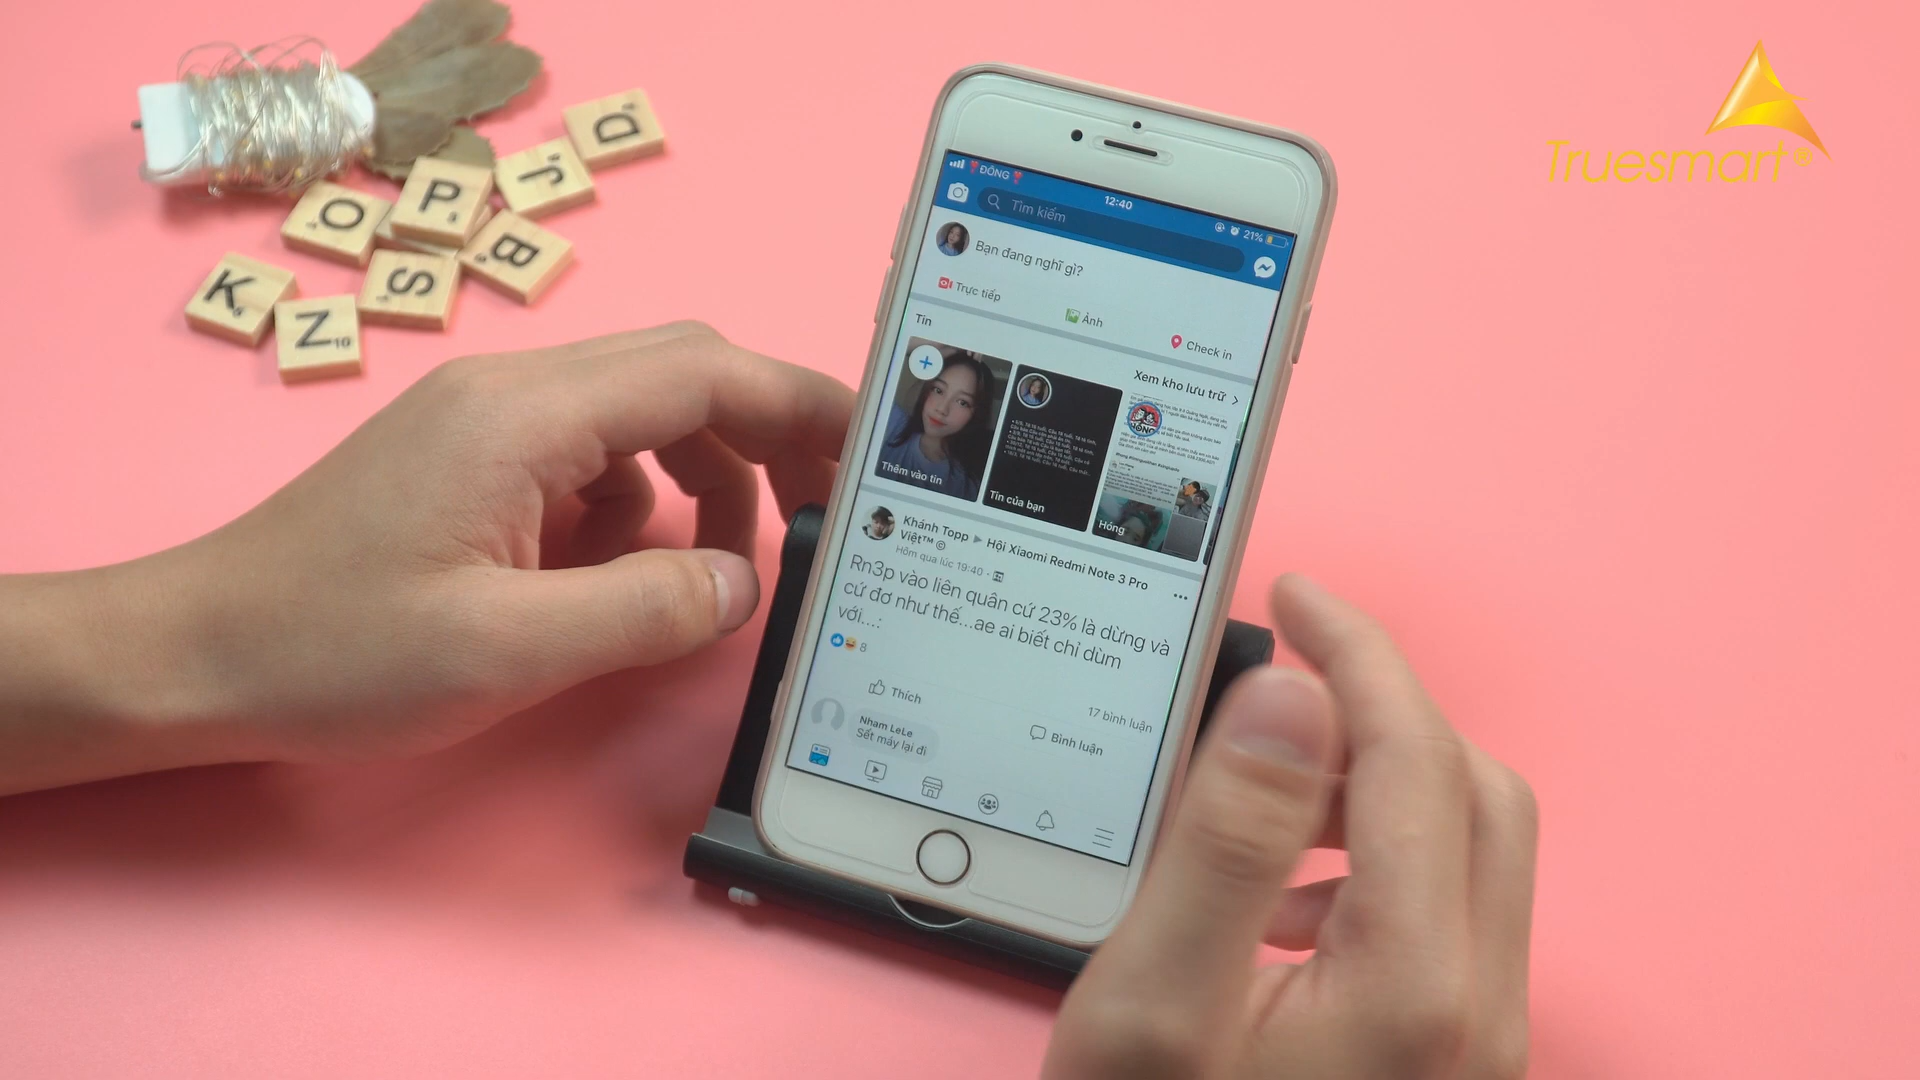 Truesmart®
D
J
P
O
B
S
K
Z10
ĐÔNG
12:40
21%
Tìm kiếm
Bạn đang nghĩ gì?
Trực tiếp
Ảnh
Check in
Tin
Xem kho lưu trữ
Thêm vào tin
Tin của bạn
HÓNG
Hóng
Khánh Topp ▶ Hội Xiaomi Redmi Note 3 Pro
Việt™ ©
Hôm qua lúc 19:40 ·
Rn3p vào liên quân cứ 23% là dừng và
cứ đơ như thế...ae ai biết chỉ dùm
với...:
8
17 bình luận
Thích
Bình luận
Nham LeLe
Sết máy lại đi